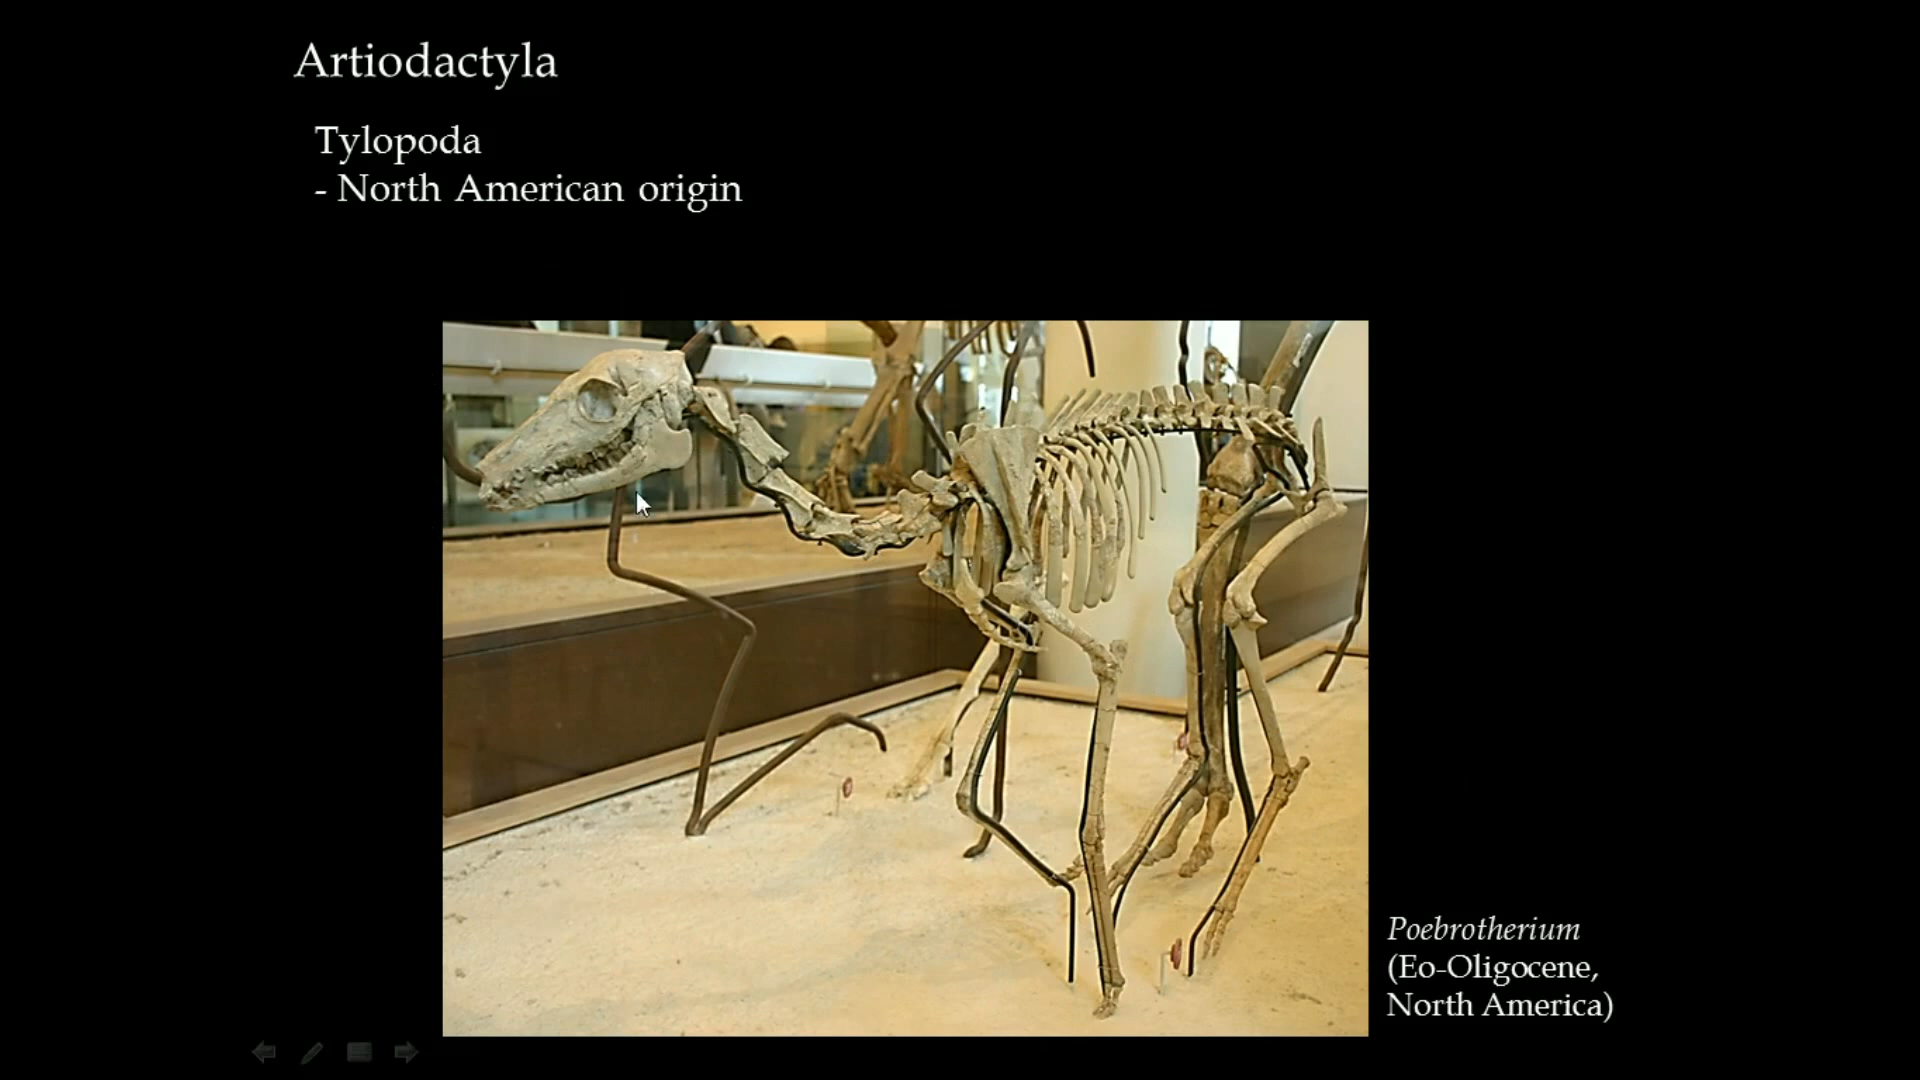 Artiodactyla
Tylopoda
- North American origin
Poebrotherium
(Eo-Oligocene,
North America)